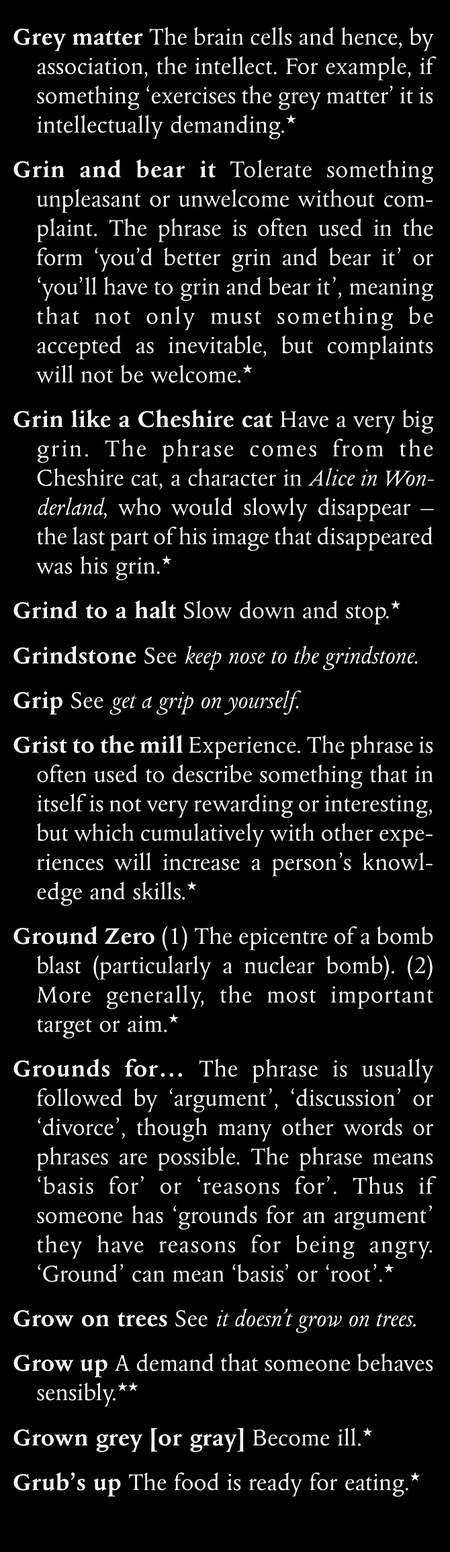 Grey matter The brain cells and hence, by
association, the intellect. For example, if
something ‘exercises the grey matter’ it is
intellectually demanding.★
Grin and bear it Tolerate something
unpleasant or unwelcome without com-
plaint. The phrase is often used in the
form ‘you’d better grin and bear it’ or
‘you’ll have to grin and bear it’, meaning
that not only must something be
accepted as inevitable, but complaints
will not be welcome.★
Grin like a Cheshire cat Have a very big
grin. The phrase comes from the
Cheshire cat, a character in Alice in Won-
derland, who would slowly disappear –
the last part of his image that disappeared
was his grin.★
Grind to a halt Slow down and stop.★
Grindstone See keep nose to the grindstone.
Grip See get a grip on yourself.
Grist to the mill Experience. The phrase is
often used to describe something that in
itself is not very rewarding or interesting,
but which cumulatively with other expe-
riences will increase a person’s knowl-
edge and skills.★
Ground Zero (1) The epicentre of a bomb
blast (particularly a nuclear bomb). (2)
More generally, the most important
target or aim.★
Grounds for… The phrase is usually
followed by ‘argument’, ‘discussion’ or
‘divorce’, though many other words or
phrases are possible. The phrase means
‘basis for’ or ‘reasons for’. Thus if
someone has ‘grounds for an argument’
they have reasons for being angry.
‘Ground’ can mean ‘basis’ or ‘root’.★
Grow on trees See it doesn’t grow on trees.
Grow up A demand that someone behaves
sensibly.★★
Grown grey [or gray] Become ill.★
Grub’s up The food is ready for eating.★